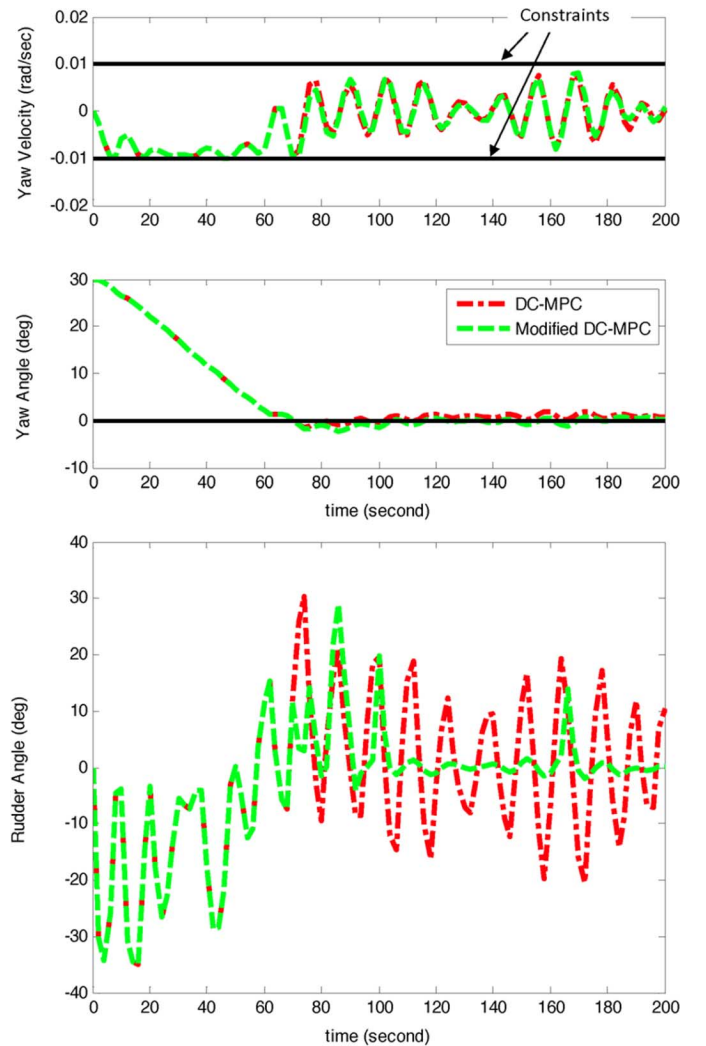 Constraints
0.02
0.01
0
-0.01
-0.02
Yaw Velocity (rad/sec)
0 20 40 60 80 100 120 140 160 180 200
30
20
10
0
-10
Yaw Angle (deg)
DC-MPC
Modified DC-MPC
0 20 40 60 80 100 120 140 160 180 200
time (second)
40
30
20
10
0
-10
-20
-30
-40
Rudder Angle (deg)
0 20 40 60 80 100 120 140 160 180 200
time (second)